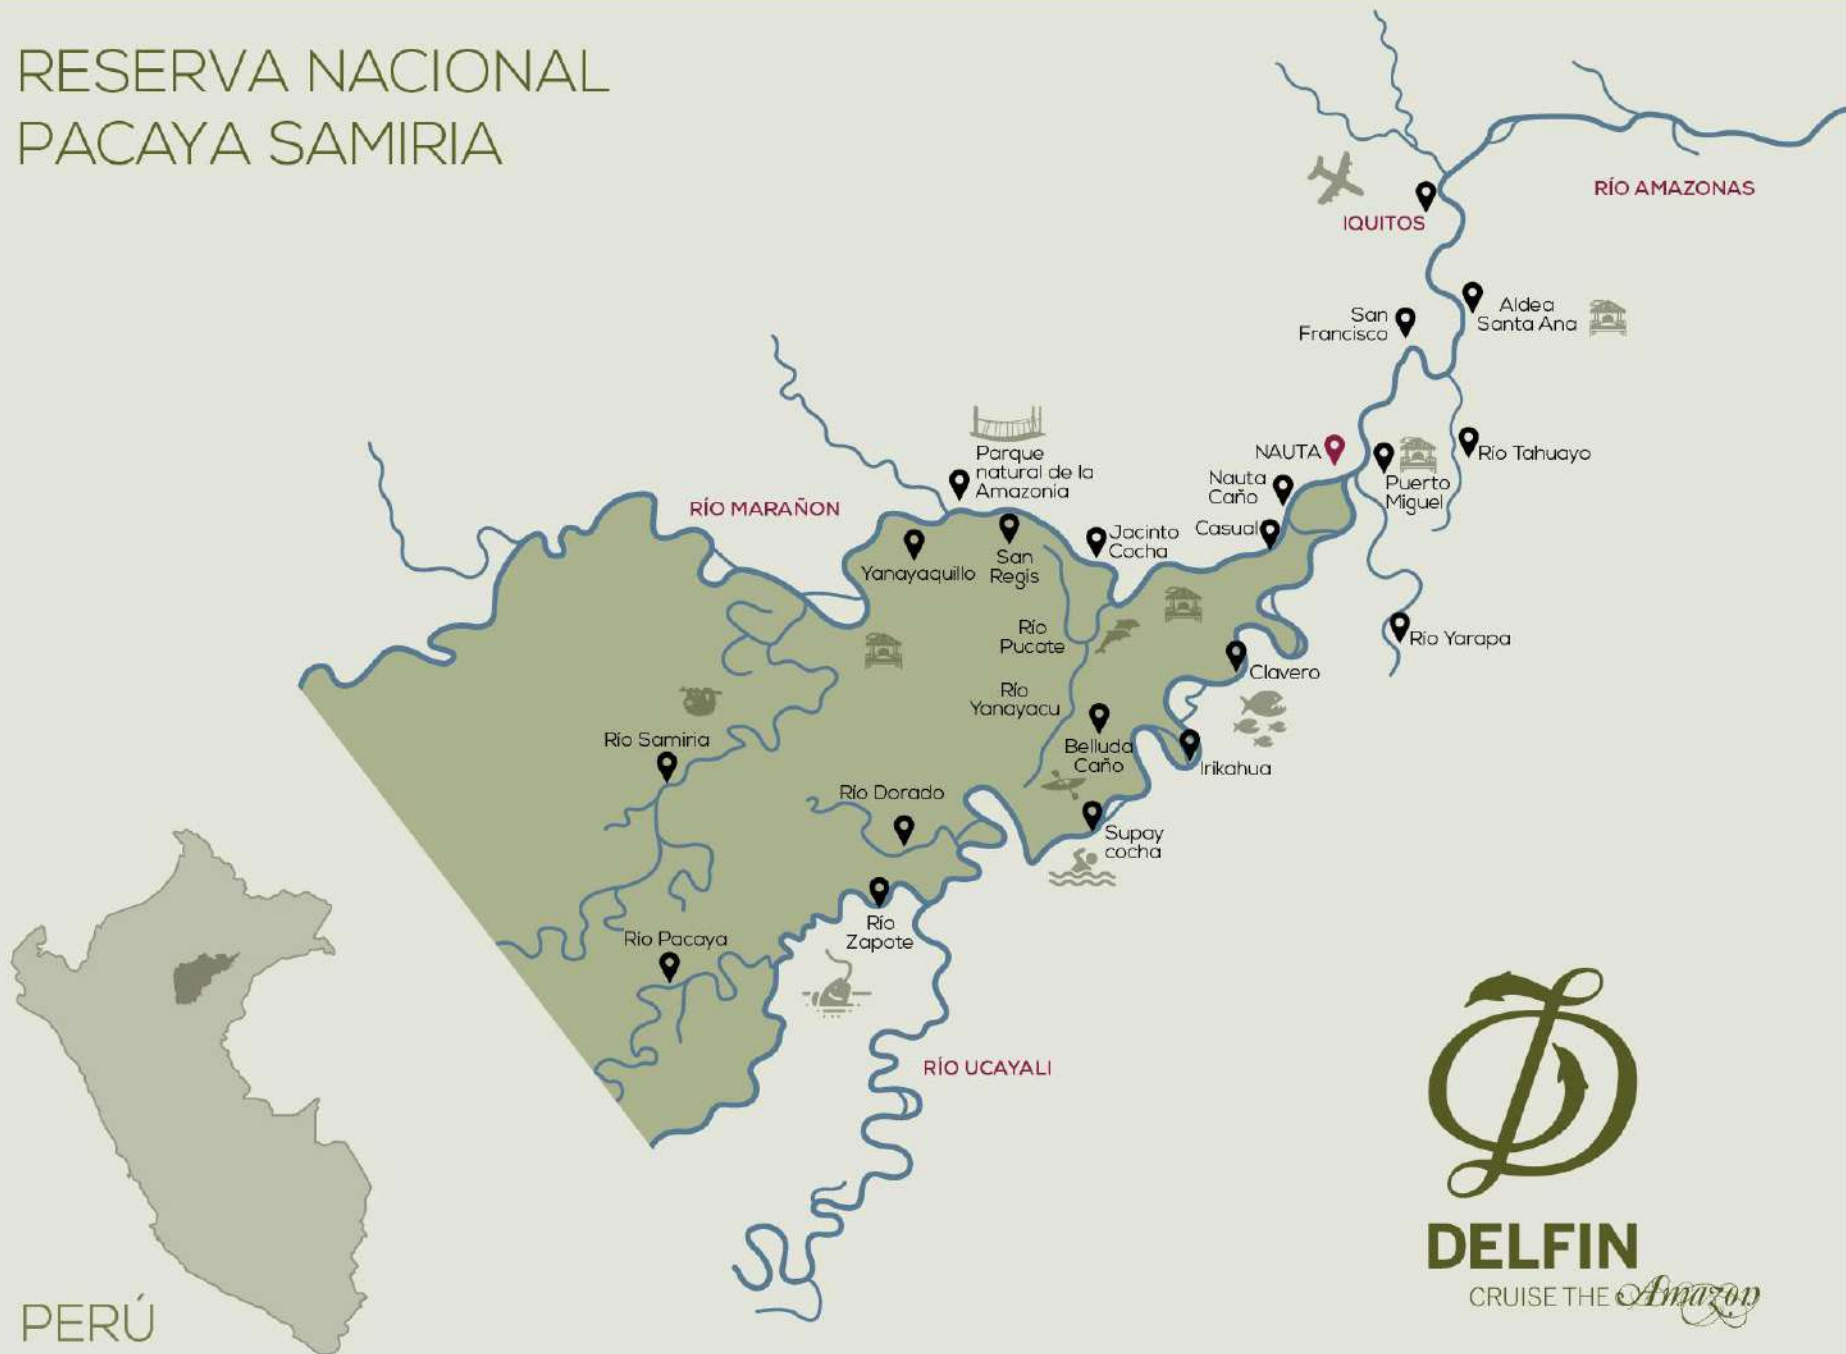 RESERVA NACIONAL
PACAYA SAMIRIA
RÍO AMAZONAS
IQUITOS
Aldea
Santa Ana
San
Francisco
NAUTA
Río Tahuayo
Puerto
Miguel
Nauta
Caño
Casual
Parque
natural de la
Amazonía
RÍO MARAÑON
Jacinto
Cocha
Yanayaquillo
San
Regis
Río
Pucate
Río Yarapa
Clavero
Río
Yanayacu
Belluda
Caño
Irikahua
Río Samiria
Río Dorado
Supay
cocha
Río
Zapote
Río Pacaya
RÍO UCAYALI
PERÚ
DELFIN
CRUISE THE Amazon